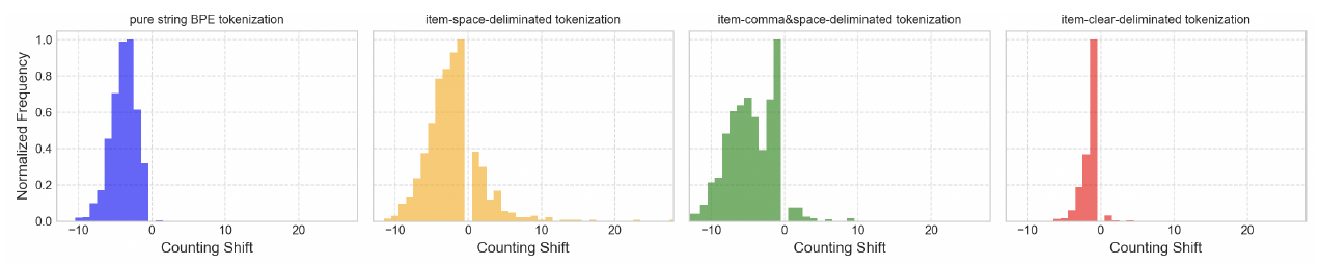 pure string BPE tokenization
item-space-deliminated tokenization
item-comma&space-deliminated tokenization
item-clear-deliminated tokenization
Normalized Frequency
1.0
0.8
0.6
0.4
0.2
0.0
−10 0 10 20
−10 0 10 20
−10 0 10 20
−10 0 10 20
Counting Shift
Counting Shift
Counting Shift
Counting Shift